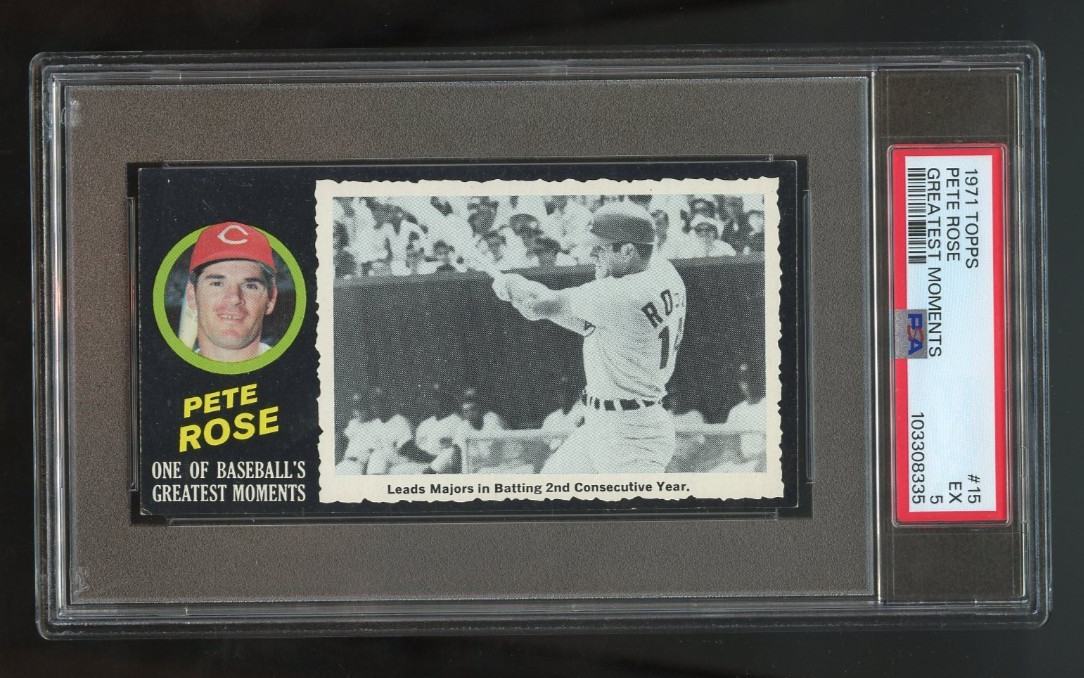 PETE
ROSE
ONE OF BASEBALL'S
GREATEST MOMENTS
Leads Majors in Batting 2nd Consecutive Year.
1971 TOPPS
PETE ROSE
GREATEST MOMENTS
#15
EX
5
PSA
103308335
C